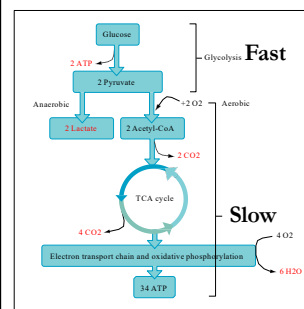 Glucose
2 ATP
Glycolysis
Fast
2 Pyruvate
Anaerobic
+2 O2
Aerobic
2 Lactate
2 Acetyl-CoA
2 CO2
TCA cycle
4 CO2
Slow
4 O2
Electron transport chain and oxidative phosphorylation
6 H2O
34 ATP